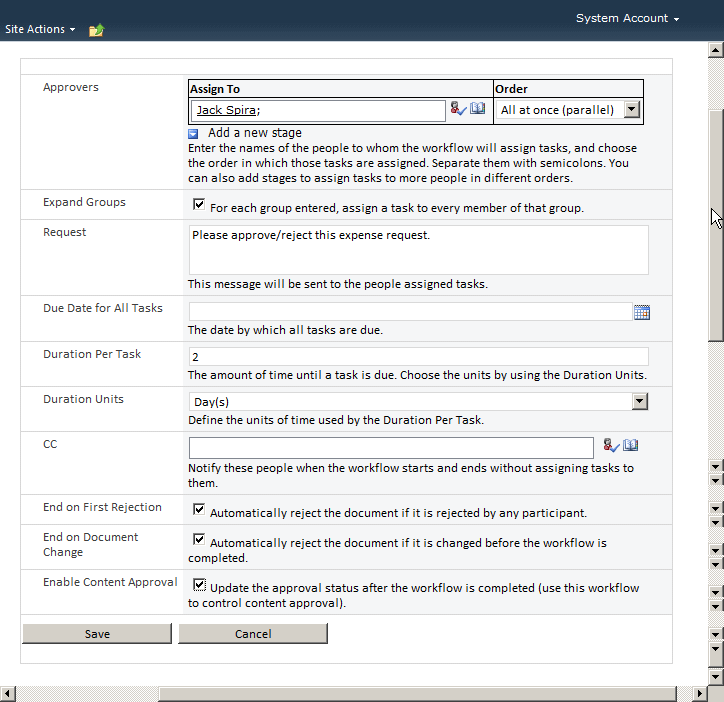 System Account
Site Actions
Approvers
Assign To Order
Jack Spira; All at once (parallel)
Add a new stage
Enter the names of the people to whom the workflow will assign tasks, and choose
the order in which those tasks are assigned. Separate them with semicolons. You
can also add stages to assign tasks to more people in different orders.
Expand Groups
For each group entered, assign a task to every member of that group.
Request
Please approve/reject this expense request.
This message will be sent to the people assigned tasks.
Due Date for All Tasks
The date by which all tasks are due.
Duration Per Task
2
The amount of time until a task is due. Choose the units by using the Duration Units.
Duration Units
Day(s)
Define the units of time used by the Duration Per Task.
CC
Notify these people when the workflow starts and ends without assigning tasks to
them.
End on First Rejection
Automatically reject the document if it is rejected by any participant.
End on Document
Change
Automatically reject the document if it is changed before the workflow is
completed.
Enable Content Approval
Update the approval status after the workflow is completed (use this workflow
to control content approval).
Save Cancel